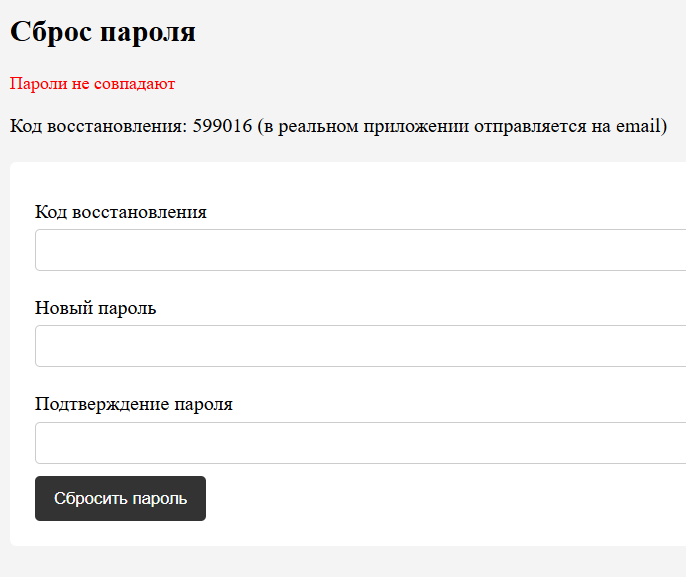 Сброс пароля
Пароли не совпадают
Код восстановления: 599016 (в реальном приложении отправляется на email)
Код восстановления
Новый пароль
Подтверждение пароля
Сбросить пароль